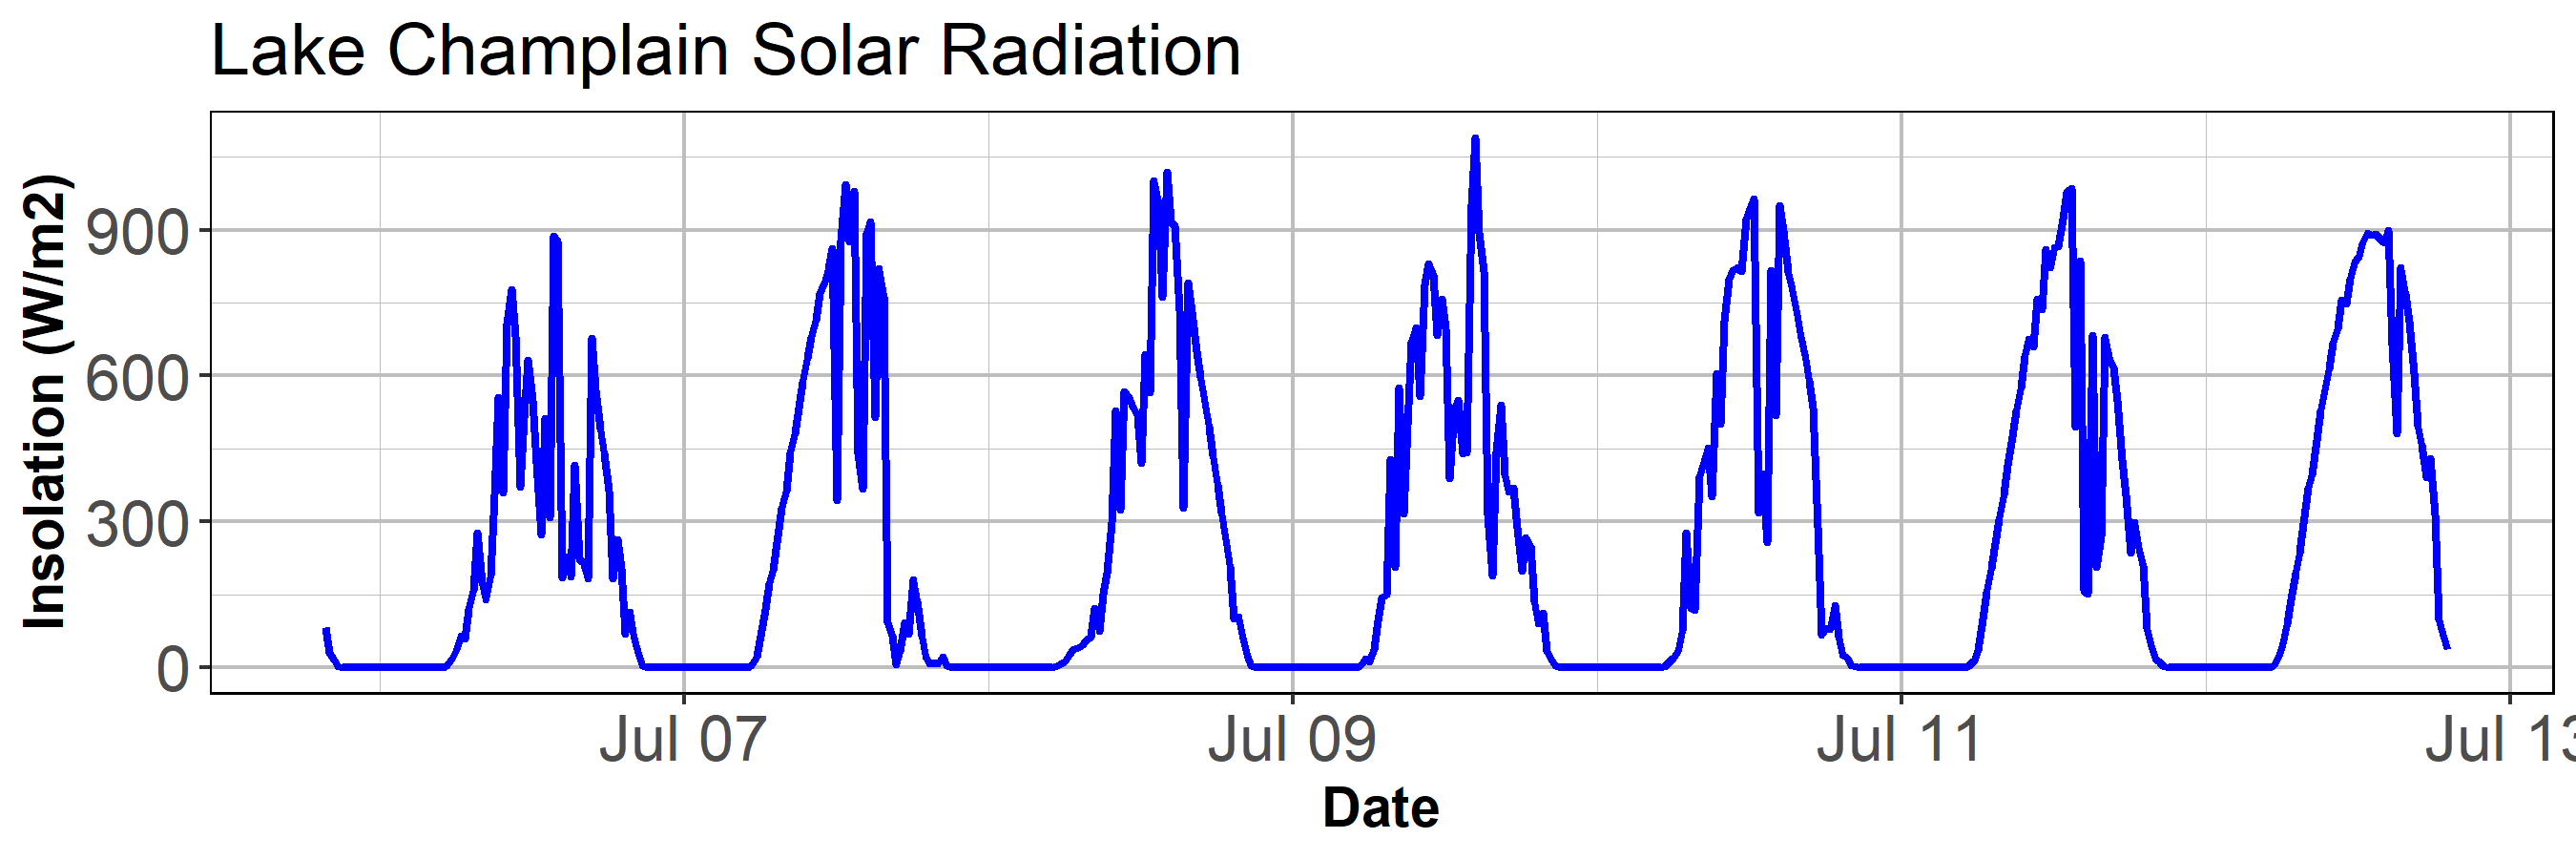 Lake Champlain Solar Radiation
Insolation (W/m2)
900
600
300
0
Jul 07
Jul 09
Jul 11
Jul 13
Date